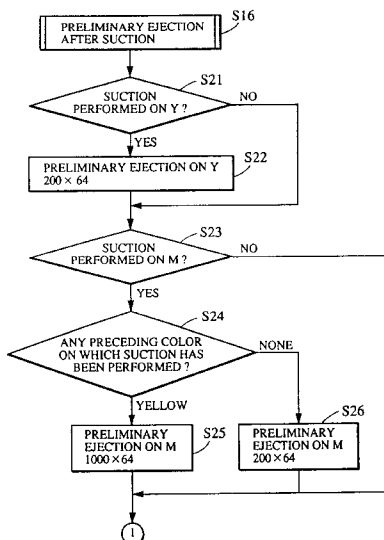 S16
PRELIMINARY EJECTION
AFTER SUCTION
S21
SUCTION
PERFORMED ON Y ?
NO
YES
S22
PRELIMINARY EJECTION ON Y
200 × 64
S23
SUCTION
PERFORMED ON M ?
NO
YES
S24
ANY PRECEDING COLOR
ON WHICH SUCTION HAS
BEEN PERFORMED ?
NONE
YELLOW
S25
PRELIMINARY
EJECTION ON M
1000 × 64
S26
PRELIMINARY
EJECTION ON M
200 × 64
1